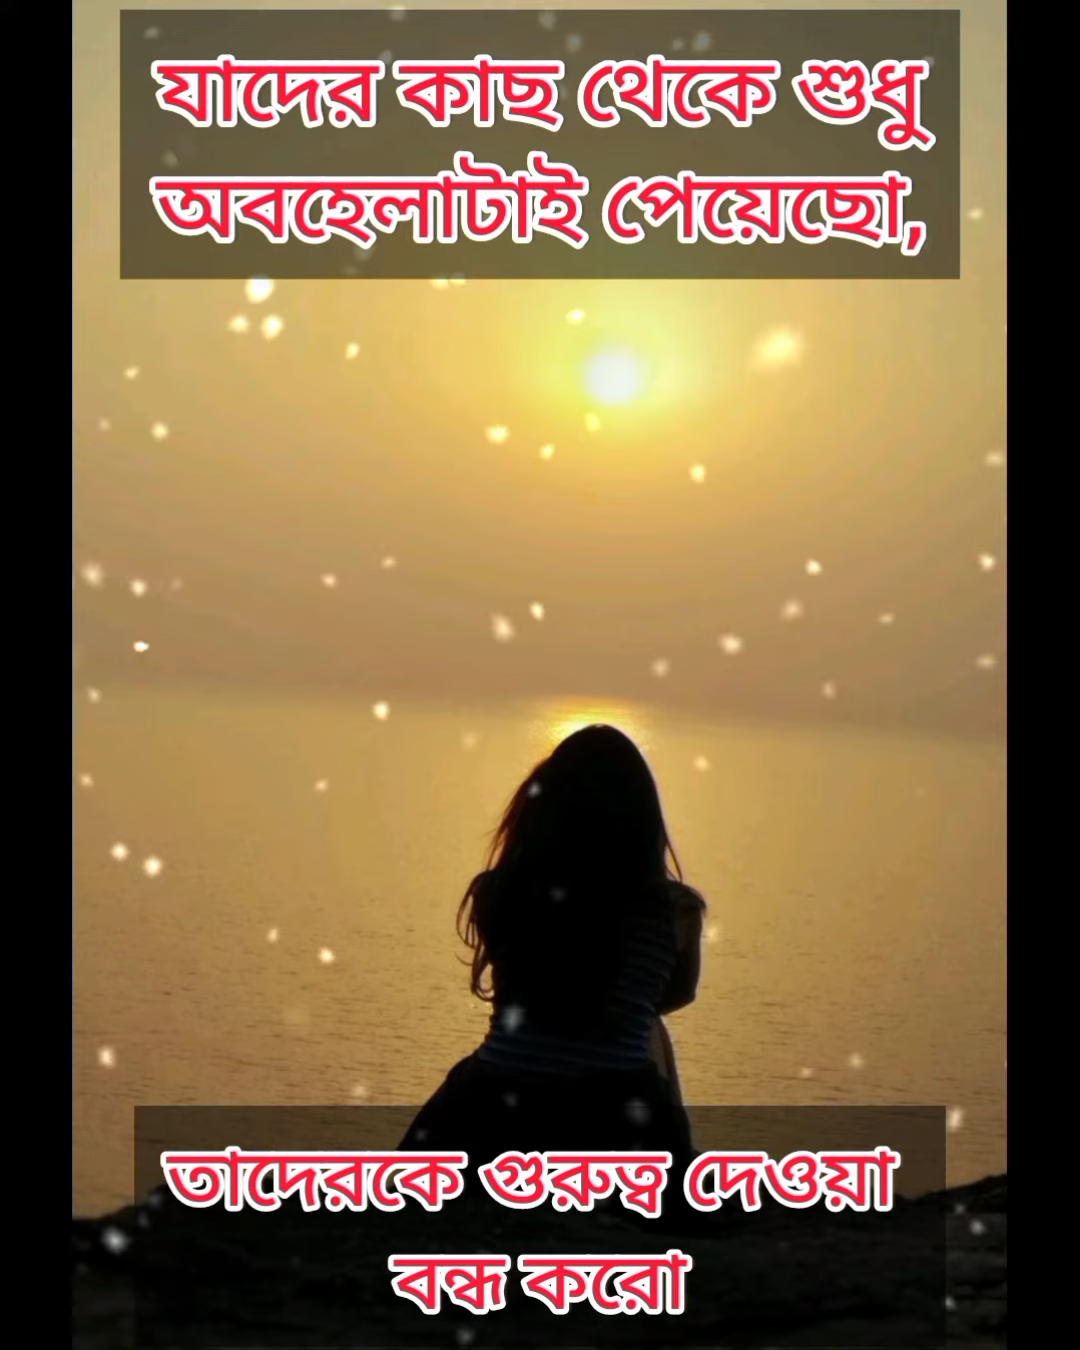 যাদের কাছ থেকে শুধু
অবহেলাটাই পেয়েছো,
তাদেরকে গুরুত্ব দেওয়া
বন্ধ করো